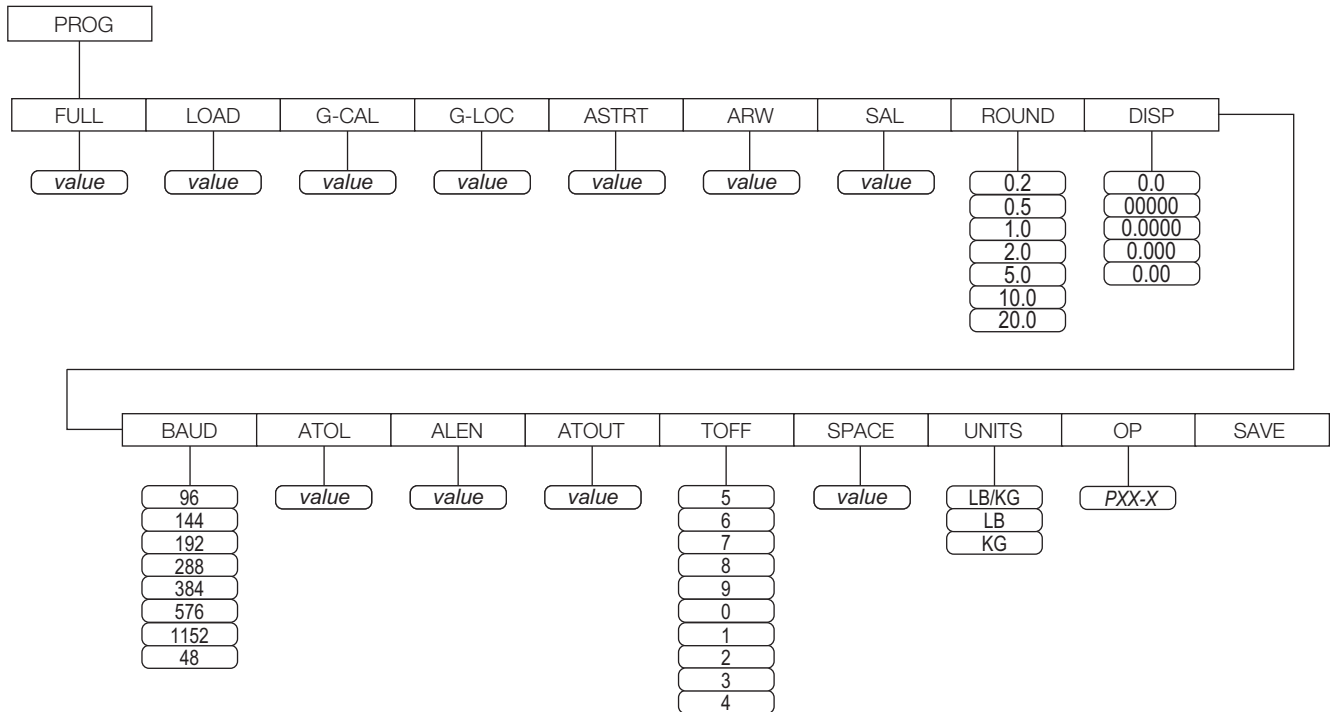 PROG
FULL LOAD G-CAL G-LOC ASTRT ARW SAL ROUND DISP
value value value value value value value 0.2 0.0
0.5 00000
1.0 0.0000
2.0 0.000
5.0 0.00
10.0
20.0
BAUD ATOL ALEN ATOUT TOFF SPACE UNITS OP SAVE
96 value value value 5 value LB/KG PXX-X
144 6 LB
192 7 KG
288 8
384 9
576 0
1152 1
48 2
3
4